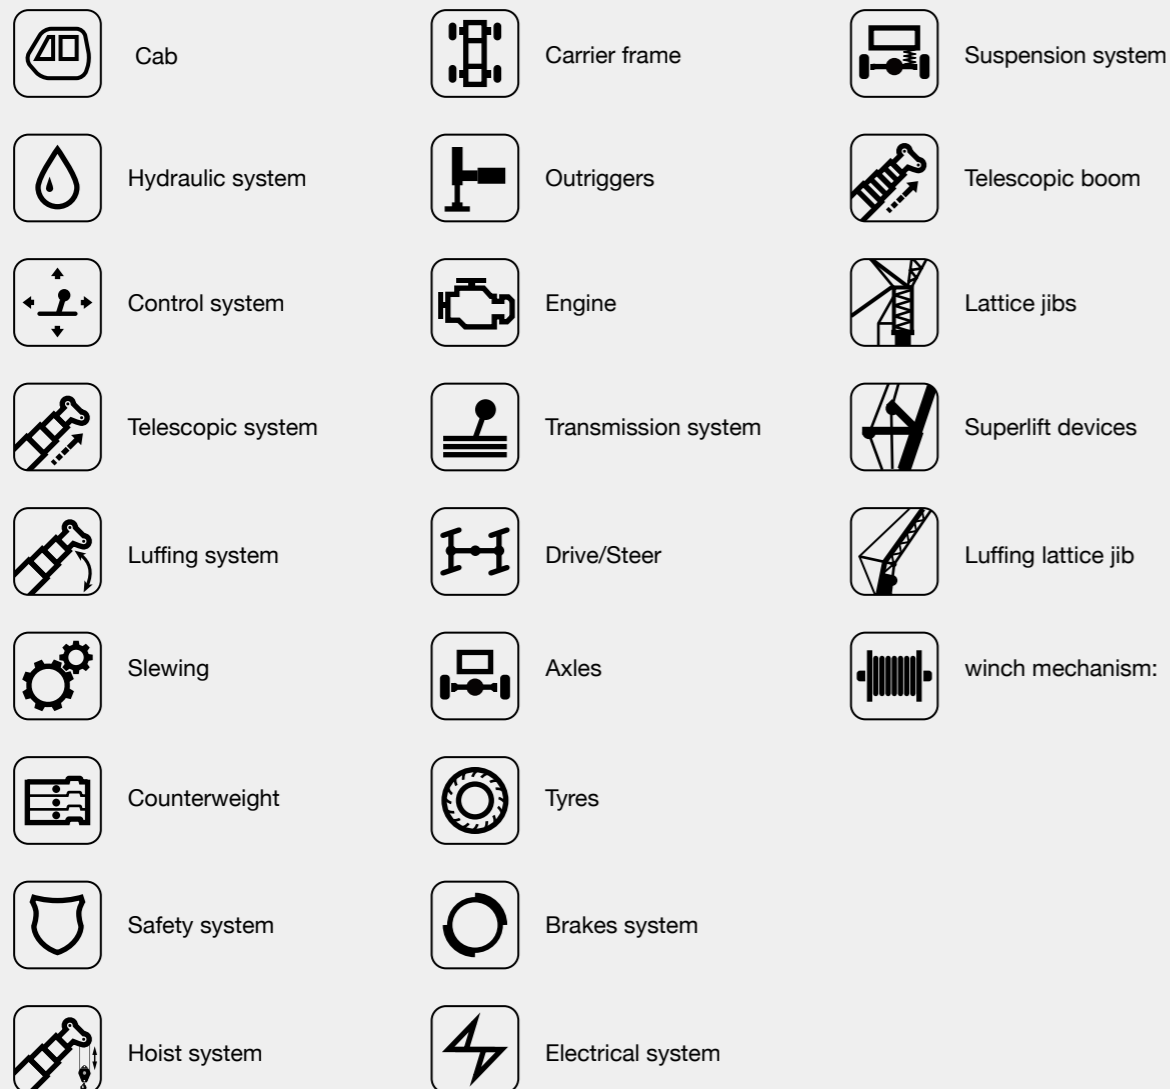 Cab
Carrier frame
Suspension system
Hydraulic system
Outriggers
Telescopic boom
Control system
Engine
Lattice jibs
Telescopic system
Transmission system
Superlift devices
Luffing system
Drive/Steer
Luffing lattice jib
Slewing
Axles
winch mechanism:
Counterweight
Tyres
Safety system
Brakes system
Hoist system
Electrical system